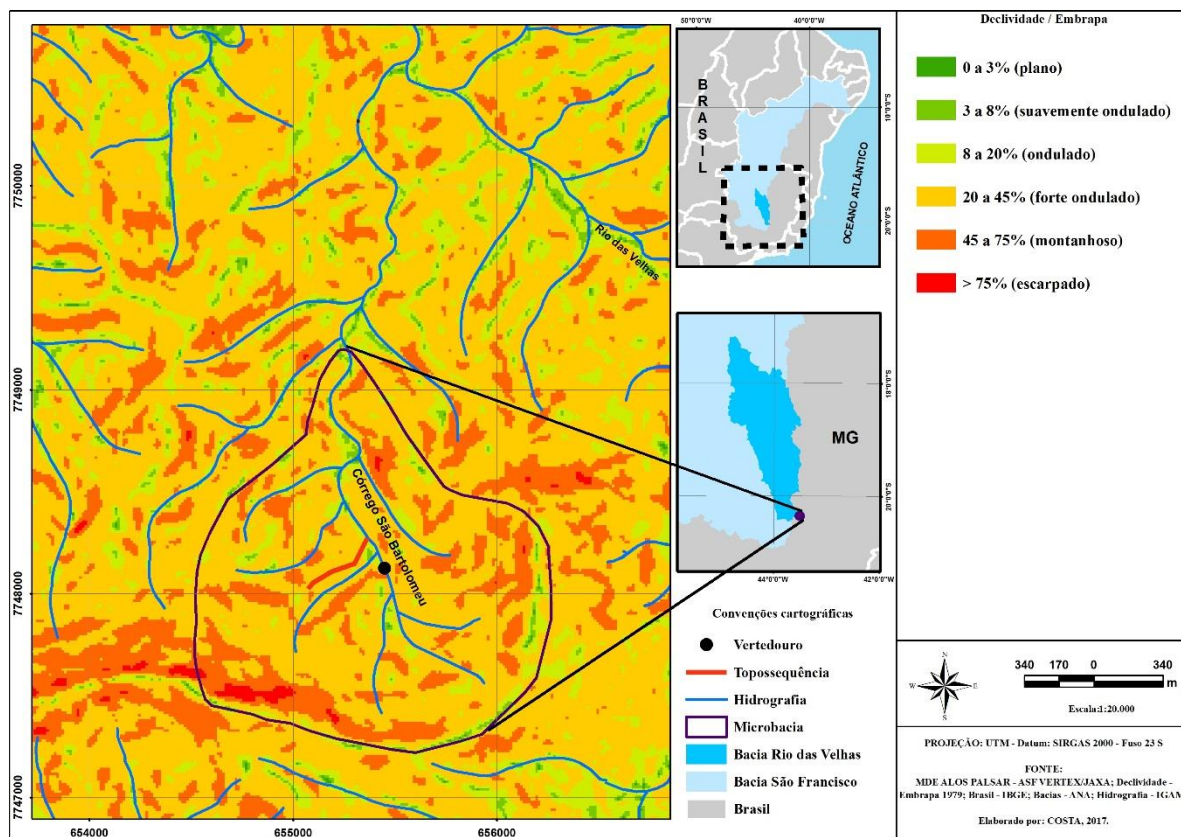 7750000
7749000
7748000
7747000
654000
655000
656000
Rio das Velhas
Córrego São Bartolomeu
50°0'0"W
40°0'0"W
10°0'0"S
20°0'0"S
BRASIL
OCEANO ATLÂNTICO
MG
18°0'0"S
20°0'0"S
44°0'0"W
42°0'0"W
Convenções cartográficas
Vertedouro
Topossequência
Hidrografia
Microbacia
Bacia Rio das Velhas
Bacia São Francisco
Brasil
Declividade / Embrapa
0 a 3% (plano)
3 a 8% (suavemente ondulado)
8 a 20% (ondulado)
20 a 45% (forte ondulado)
45 a 75% (montanhoso)
> 75% (escarpado)
N
W
E
S
340 170 0 340
m
Escala:1:20.000
PROJEÇÃO: UTM - Datum: SIRGAS 2000 - Fuso 23 S
FONTE:
MDE ALOS PALSAR - ASF VERTEX/JAXA; Declividade -
Embrapa 1979; Brasil - IBGE; Bacias - ANA; Hidrografia - IGAM
Elaborado por: COSTA, 2017.